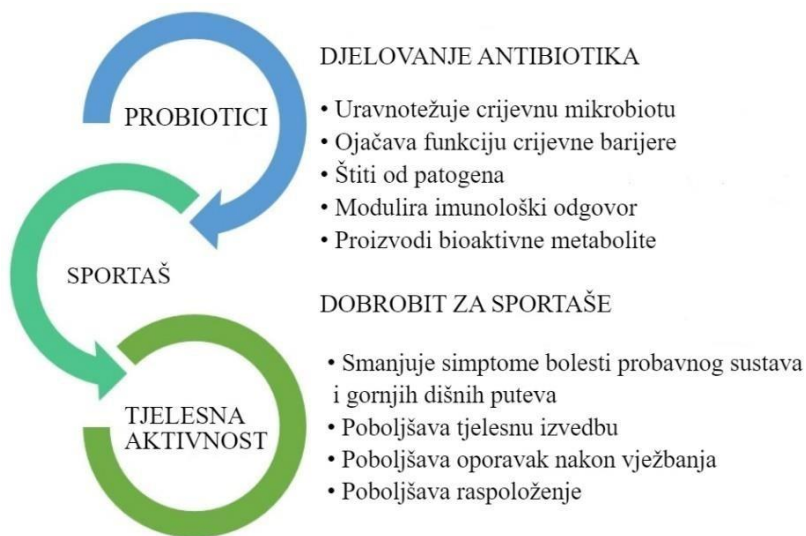 PROBIOTICI
SPORTAŠ
TJELESNA
AKTIVNOST
DJELOVANJE ANTIBIOTIKA
• Uravnotežuje crijevnu mikrobiotu
• Ojačava funkciju crijevne barijere
• Štiti od patogena
• Modulira imunološki odgovor
• Proizvodi bioaktivne metabolite
DOBROBIT ZA SPORTAŠE
• Smanjuje simptome bolesti probavnog sustava
i gornjih dišnih puteva
• Poboljšava tjelesnu izvedbu
• Poboljšava oporavak nakon vježbanja
• Poboljšava raspoloženje